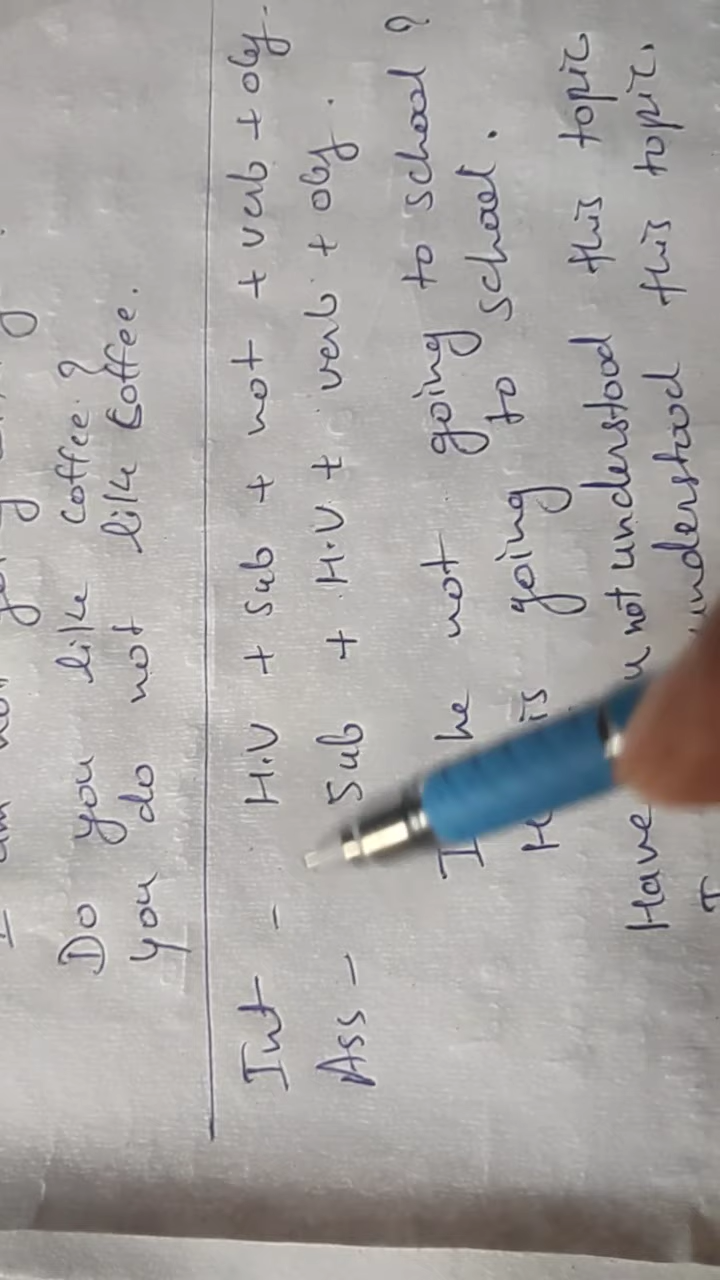 Do you like coffee?
You do not like coffee.
Int - H.V + Sub + not + verb + obj.
Ass - Sub + H.V + verb + obj.
he not going to school?
is going to school.
Have not understood this topic
understood this topic.